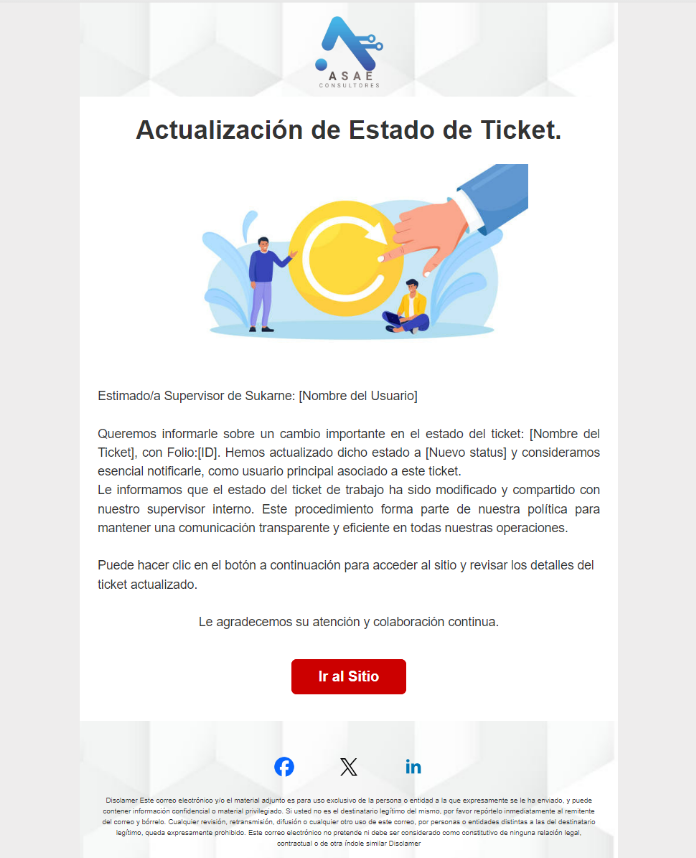 ASAE
CONSULTORES
Actualización de Estado de Ticket.
Estimado/a Supervisor de Sukarne: [Nombre del Usuario]
Queremos informarle sobre un cambio importante en el estado del ticket: [Nombre del
Ticket], con Folio:[ID]. Hemos actualizado dicho estado a [Nuevo status] y consideramos
esencial notificarle, como usuario principal asociado a este ticket.
Le informamos que el estado del ticket de trabajo ha sido modificado y compartido con
nuestro supervisor interno. Este procedimiento forma parte de nuestra política para
mantener una comunicación transparente y eficiente en todas nuestras operaciones.
Puede hacer clic en el botón a continuación para acceder al sitio y revisar los detalles del
ticket actualizado.
Le agradecemos su atención y colaboración continua.
Ir al Sitio
Disclamer Este correo electrónico y/o el material adjunto es para uso exclusivo de la persona o entidad a la que expresamente se le ha enviado, y puede
contener información confidencial o material privilegiado. Si usted no es el destinatario legítimo del mismo, por favor repórtelo inmediatamente al remitente
del correo y bórrelo. Cualquier revisión, retransmisión, difusión o cualquier otro uso de este correo, por personas o entidades distintas a las del destinatario
legítimo, queda expresamente prohibido. Este correo electrónico no pretende ni debe ser considerado como constitutivo de ninguna relación legal,
contractual o de otra índole similar Disclamer